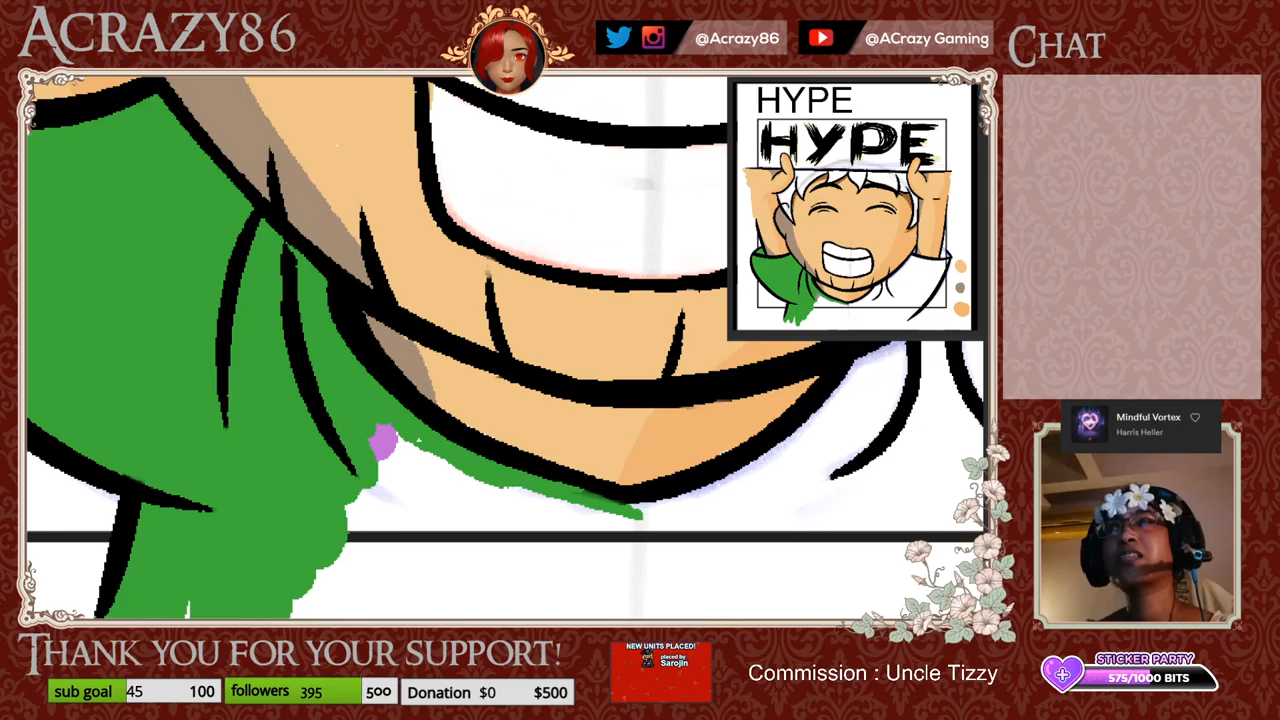 ACRAZY86
@Acrazy86
@ACrazy Gaming
CHAT
HYPE
HYPE
Mindful Vortex
Harris Heller
THANK YOU FOR YOUR SUPPORT!
sub goal 45 100
followers 395 500
Donation $0 $500
NEW UNITS PLACED!
placed by
Sarojin
Commission : Uncle Tizzy
STICKER PARTY
575/1000 BITS